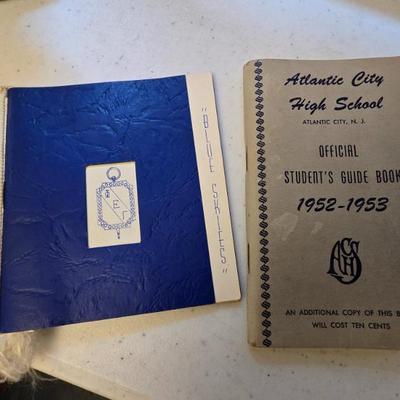 "BLUE SKIES"
Atlantic City
High School
ATLANTIC CITY, N. J.
OFFICIAL
STUDENT'S GUIDE BOOK
1952-1953
ACHS
AN ADDITIONAL COPY OF THIS B
WILL COST TEN CENTS